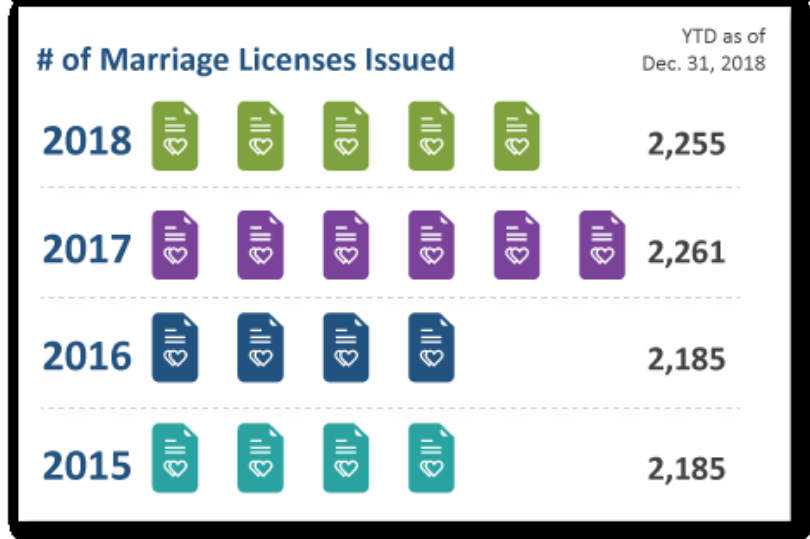 # of Marriage Licenses Issued
YTD as of
Dec. 31, 2018
2018 2,255
2017 2,261
2016 2,185
2015 2,185